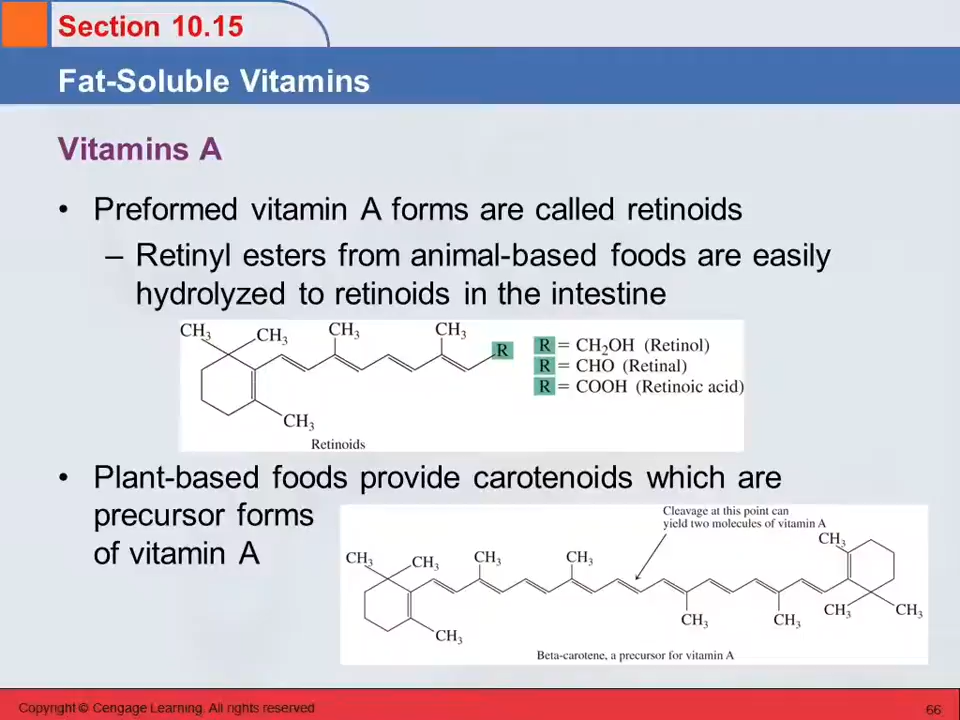 Section 10.15
Fat-Soluble Vitamins
Vitamins A
• Preformed vitamin A forms are called retinoids
– Retinyl esters from animal-based foods are easily
hydrolyzed to retinoids in the intestine
CH₃ CH₃ CH₃ CH₃
R
R = CH₂OH (Retinol)
R = CHO (Retinal)
R = COOH (Retinoic acid)
CH₃
Retinoids
• Plant-based foods provide carotenoids which are
precursor forms
of vitamin A
Cleavage at this point can
yield two molecules of vitamin A
CH₃
CH₃ CH₃ CH₃ CH₃
CH₃ CH₃ CH₃ CH₃
CH₃
Beta-carotene, a precursor for vitamin A
Copyright © Cengage Learning. All rights reserved
66